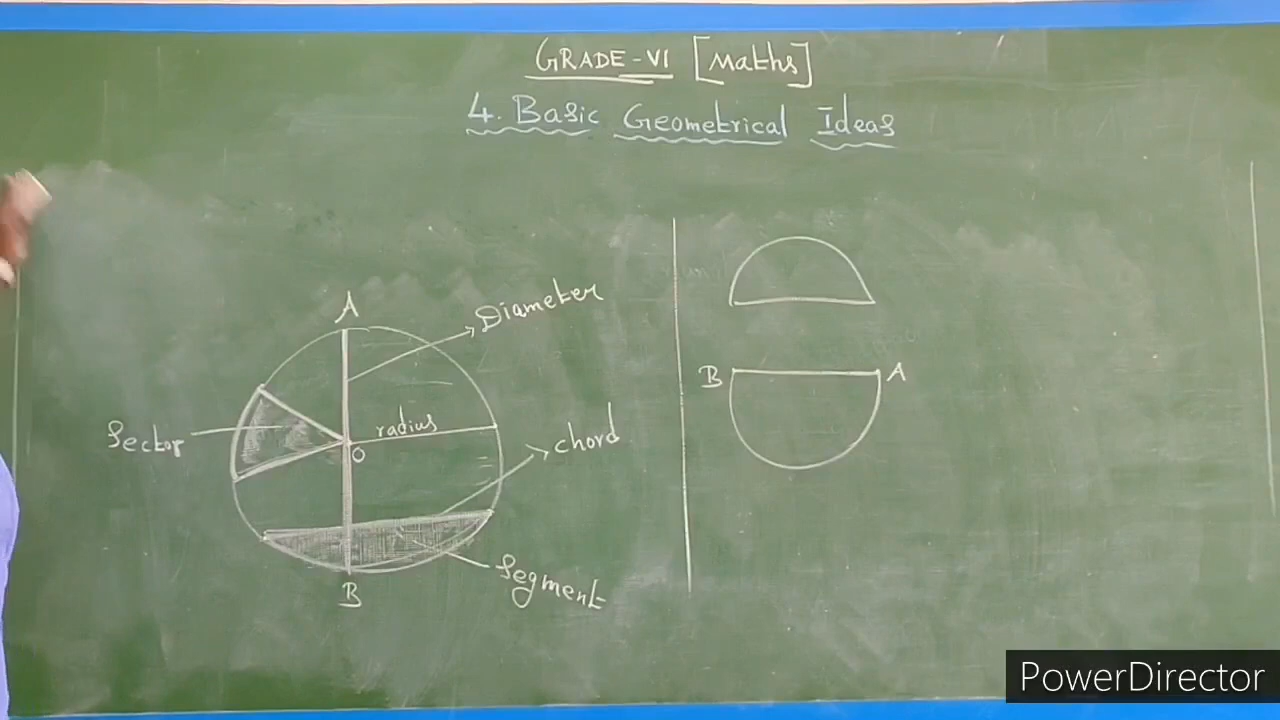 GRADE-VI [Maths]
4. Basic Geometrical Ideas
A
Diameter
Sector
radius
O
chord
Segment
B
B
A
PowerDirector